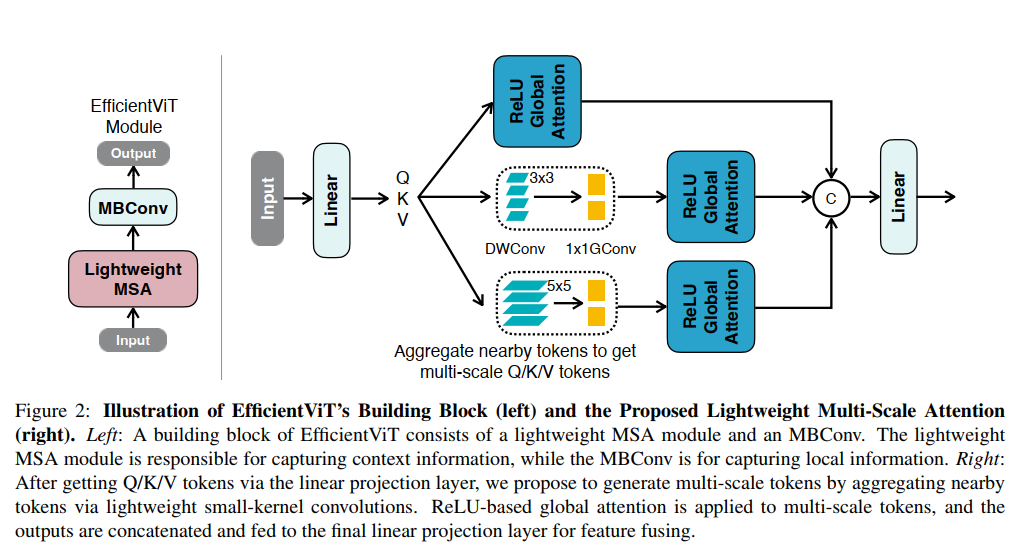 EfficientViT
Module
Output
MBConv
Lightweight
MSA
Input
Input
Linear
Q
K
V
ReLU
Global
Attention
3x3
DWConv 1x1GConv
ReLU
Global
Attention
5x5
ReLU
Global
Attention
Aggregate nearby tokens to get
multi-scale Q/K/V tokens
C
Linear
Figure 2: Illustration of EfficientViT's Building Block (left) and the Proposed Lightweight Multi-Scale Attention
(right). Left: A building block of EfficientViT consists of a lightweight MSA module and an MBConv. The lightweight
MSA module is responsible for capturing context information, while the MBConv is for capturing local information. Right:
After getting Q/K/V tokens via the linear projection layer, we propose to generate multi-scale tokens by aggregating nearby
tokens via lightweight small-kernel convolutions. ReLU-based global attention is applied to multi-scale tokens, and the
outputs are concatenated and fed to the final linear projection layer for feature fusing.